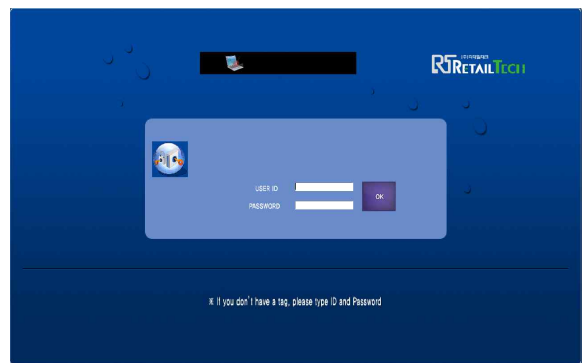 RETAILTECH
USER ID
OK
PASSWORD
※ If you don't have a tag, please type ID and Password